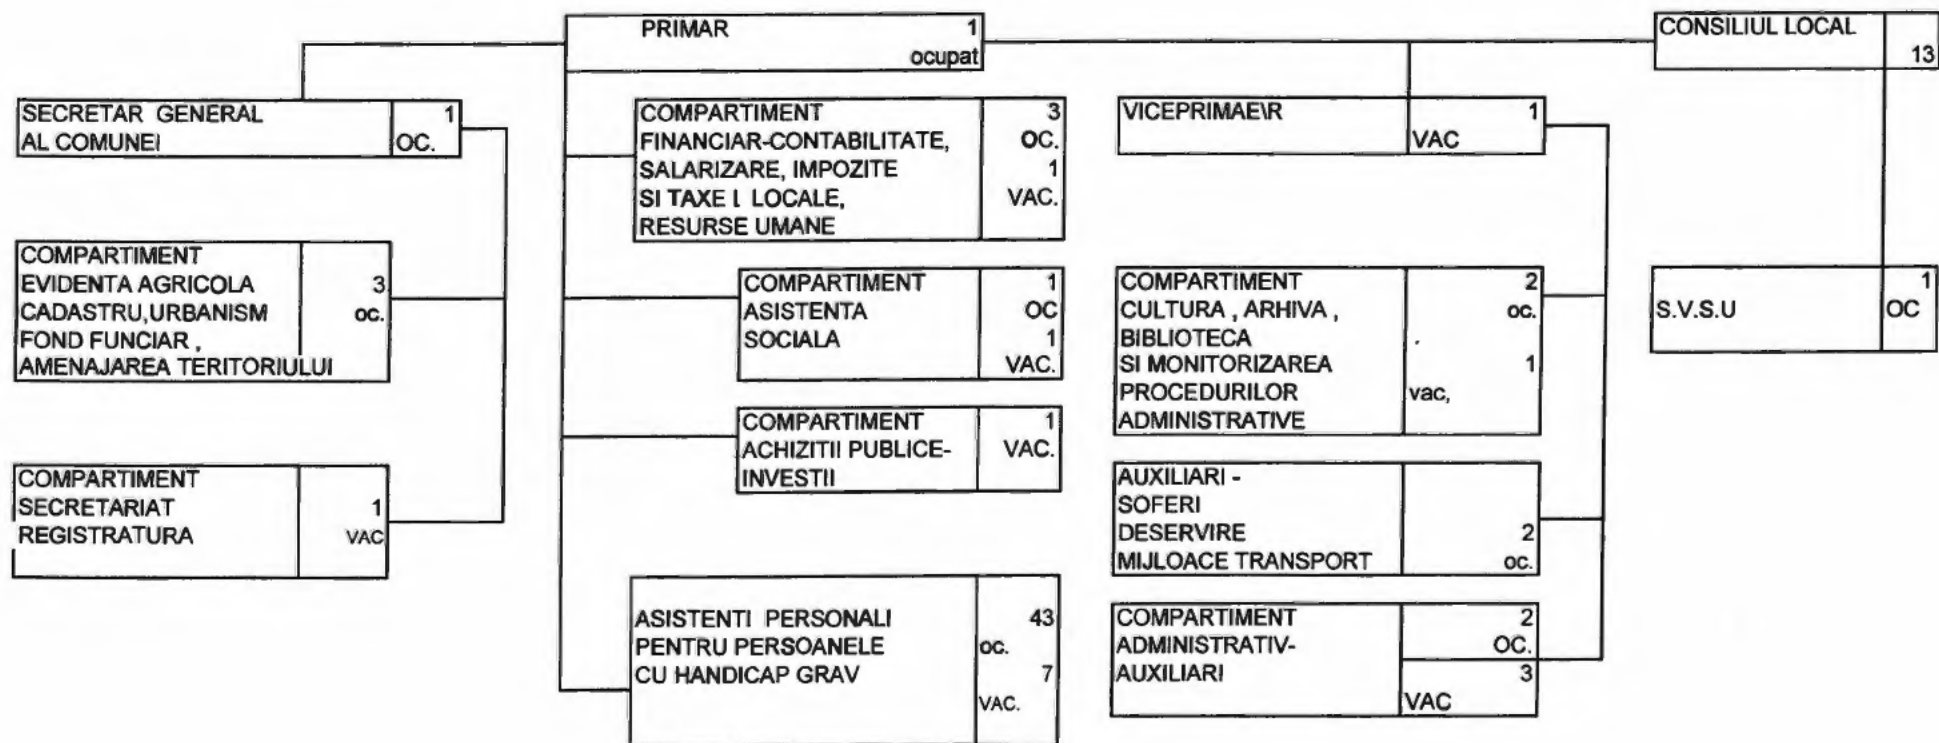 PRIMAR 1
ocupat
CONSILIUL LOCAL
13
SECRETAR GENERAL 1
AL COMUNEI OC.
COMPARTIMENT 3
FINANCIAR-CONTABILITATE, OC.
SALARIZARE, IMPOZITE 1
SI TAXE I. LOCALE, VAC.
RESURSE UMANE
VICEPRIMAE\R 1
VAC
COMPARTIMENT
EVIDENTA AGRICOLA 3
CADASTRU,URBANISM oc.
FOND FUNCIAR ,
AMENAJAREA TERITORIULUI
COMPARTIMENT 1
ASISTENTA OC
SOCIALA 1
VAC.
COMPARTIMENT 2
CULTURA , ARHIVA , oc.
BIBLIOTECA
SI MONITORIZAREA 1
PROCEDURILOR vac,
ADMINISTRATIVE
1
S.V.S.U OC
COMPARTIMENT 1
ACHIZITII PUBLICE- VAC.
INVESTII
COMPARTIMENT
SECRETARIAT 1
REGISTRATURA VAC
AUXILIARI -
SOFERI
DESERVIRE 2
MIJLOACE TRANSPORT oc.
ASISTENTI PERSONALI 43
PENTRU PERSOANELE oc.
CU HANDICAP GRAV 7
VAC.
COMPARTIMENT 2
ADMINISTRATIV- OC.
AUXILIARI 3
VAC